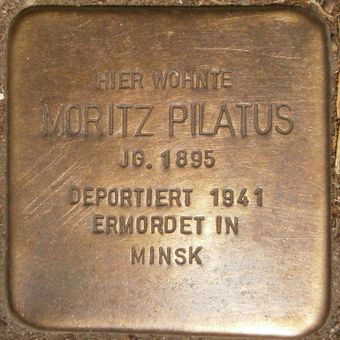 HIER WOHNTE
MORITZ PILATUS
JG. 1895
DEPORTIERT 1941
ERMORDET IN
MINSK